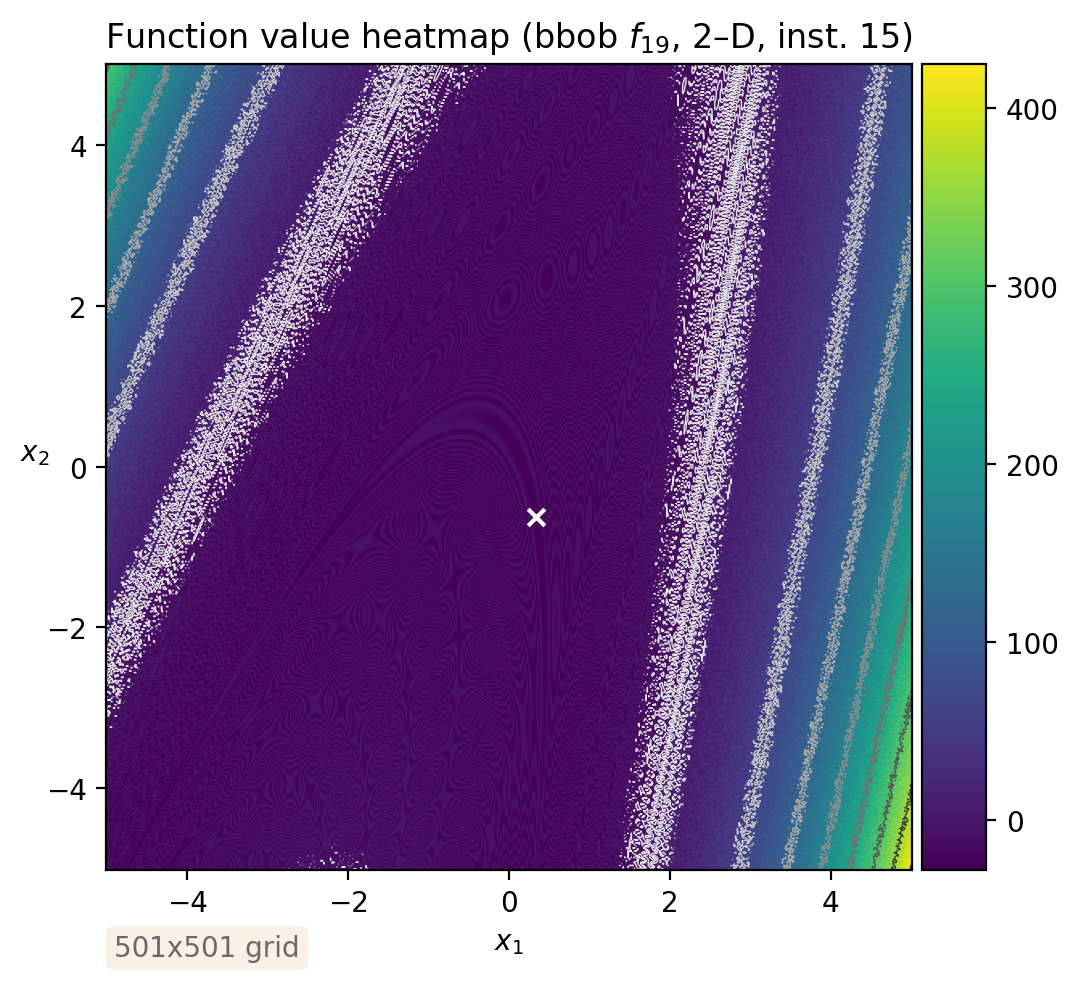 Function value heatmap (bbob f₁₉, 2–D, inst. 15)
400
300
200
100
0
4
2
0
−2
−4
x₂
−4 −2 0 2 4
x₁
501x501 grid